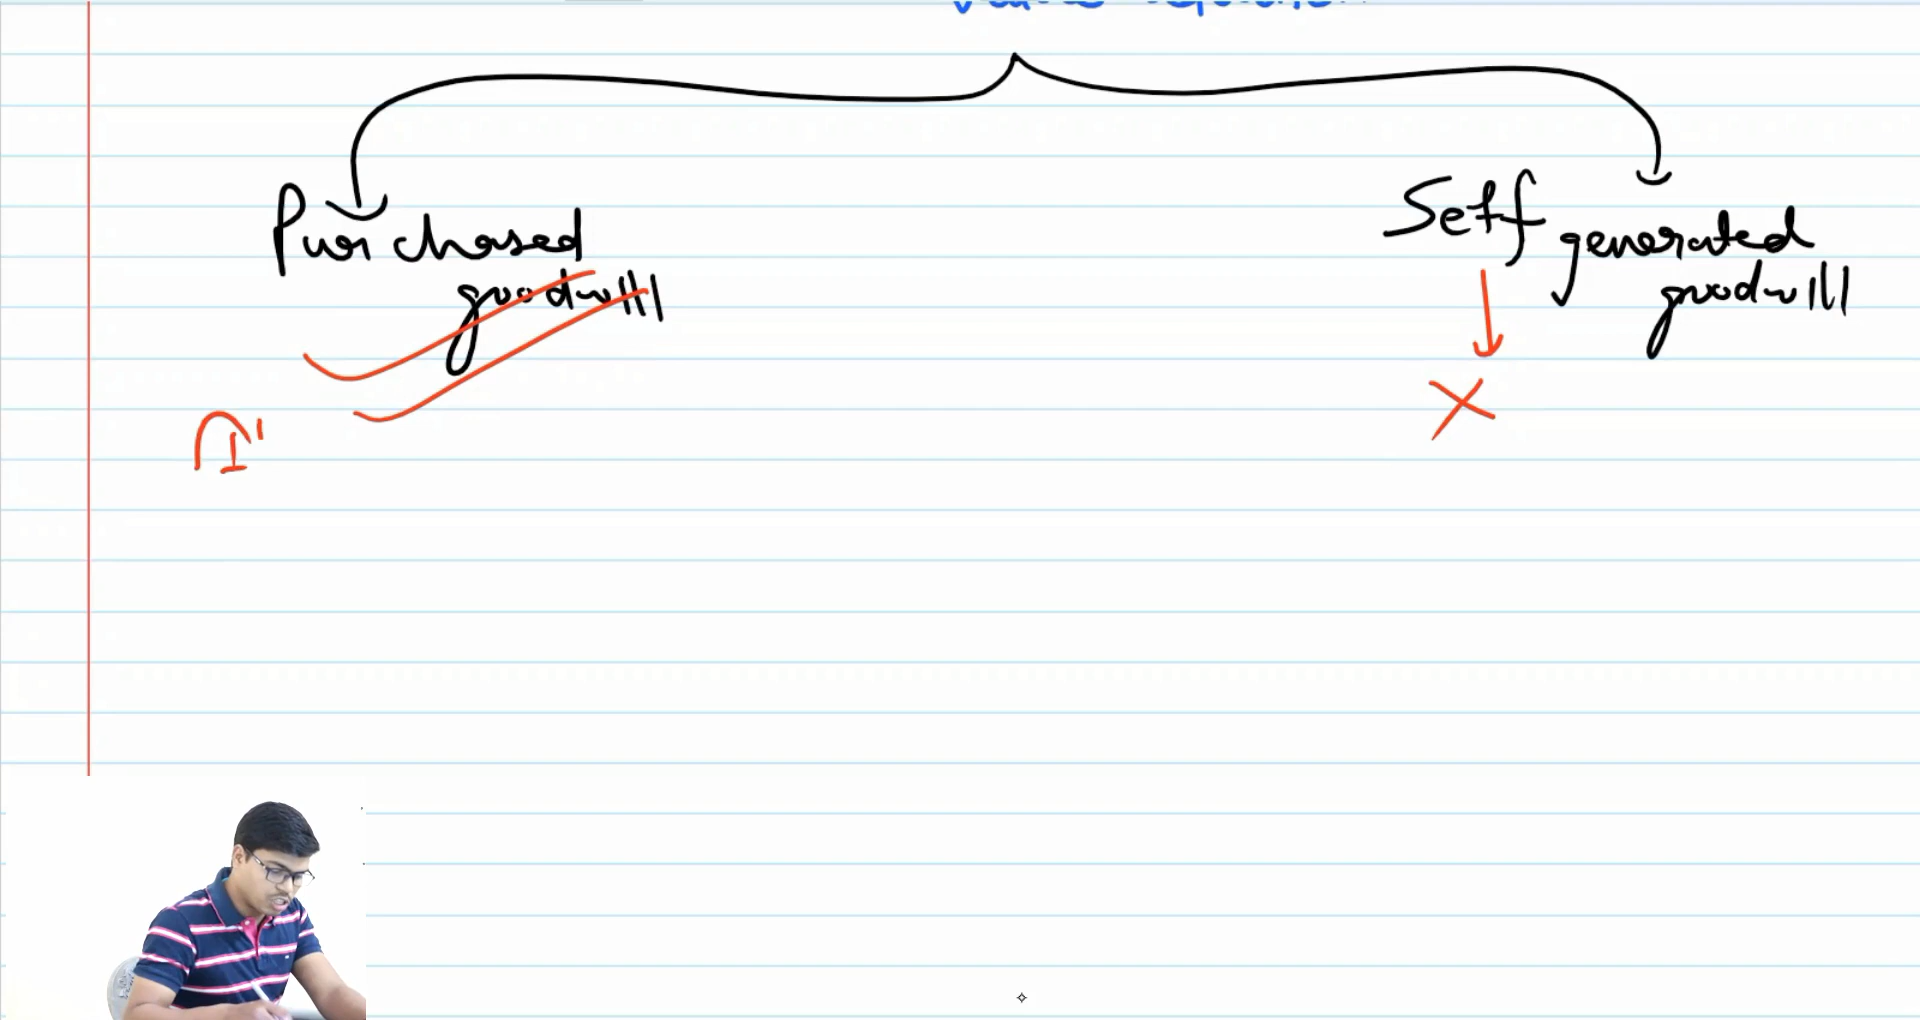 Purchased
goodwill
Self generated
goodwill